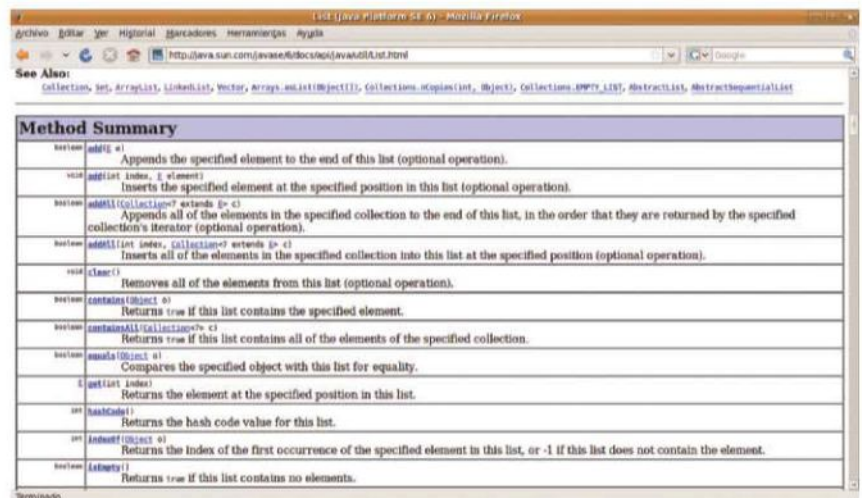 List (Java Platform SE 6) - Mozilla Firefox
Archivo Editar Ver Historial Marcadores Herramientas Ayuda
http://java.sun.com/javase/6/docs/api/java/util/List.html
Google
See Also:
Collection, Set, ArrayList, LinkedList, Vector, Arrays.asList(Object[]), Collections.nCopies(int, Object), Collections.EMPTY_LIST, AbstractList, AbstractSequentialList
Method Summary
boolean add(E e)
Appends the specified element to the end of this list (optional operation).
void add(int index, E element)
Inserts the specified element at the specified position in this list (optional operation).
boolean addAll(Collection<? extends E> c)
Appends all of the elements in the specified collection to the end of this list, in the order that they are returned by the specified
collection's iterator (optional operation).
boolean addAll(int index, Collection<? extends E> c)
Inserts all of the elements in the specified collection into this list at the specified position (optional operation).
void clear()
Removes all of the elements from this list (optional operation).
boolean contains(Object o)
Returns true if this list contains the specified element.
boolean containsAll(Collection<?> c)
Returns true if this list contains all of the elements of the specified collection.
boolean equals(Object o)
Compares the specified object with this list for equality.
E get(int index)
Returns the element at the specified position in this list.
int hashCode()
Returns the hash code value for this list.
int indexOf(Object o)
Returns the index of the first occurrence of the specified element in this list, or -1 if this list does not contain the element.
boolean isEmpty()
Returns true if this list contains no elements.
Terminado